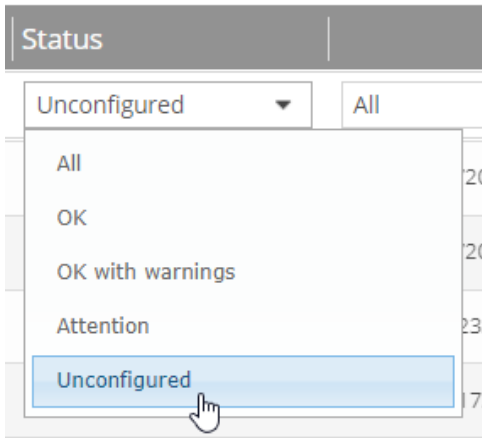 Status
Unconfigured
All
All
OK
OK with warnings
Attention
Unconfigured